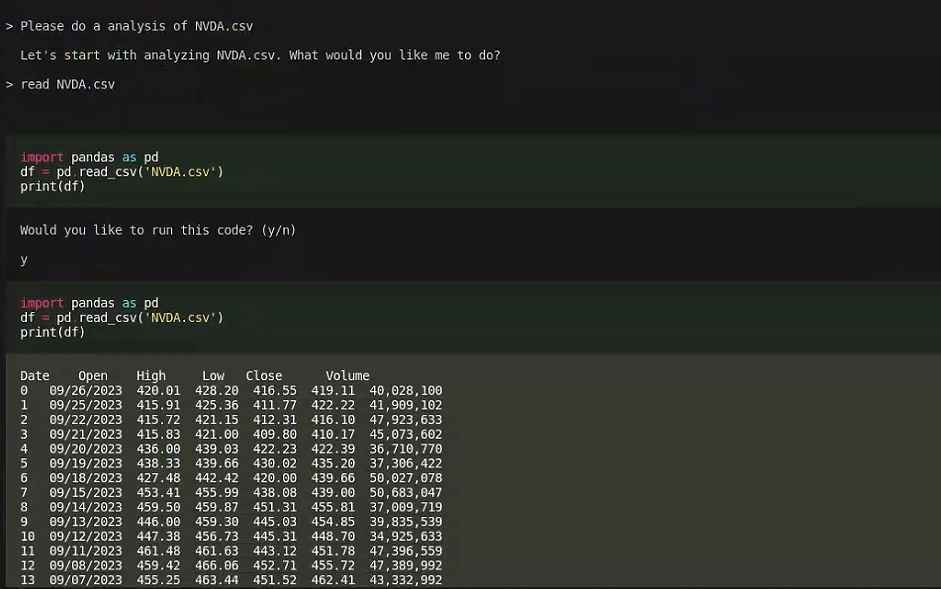 > Please do a analysis of NVDA.csv
Let's start with analyzing NVDA.csv. What would you like me to do?
> read NVDA.csv
import pandas as pd
df = pd.read_csv('NVDA.csv')
print(df)
Would you like to run this code? (y/n)
y
import pandas as pd
df = pd.read_csv('NVDA.csv')
print(df)
Date Open High Low Close Volume
0 09/26/2023 420.01 428.20 416.55 419.11 40,028,100
1 09/25/2023 415.91 425.36 411.77 422.22 41,909,102
2 09/22/2023 415.72 421.15 412.31 416.10 47,923,633
3 09/21/2023 415.83 421.00 409.80 410.17 45,073,602
4 09/20/2023 436.00 439.03 422.23 422.39 36,710,770
5 09/19/2023 438.33 439.66 430.02 435.20 37,306,422
6 09/18/2023 427.48 442.42 420.00 439.66 50,027,078
7 09/15/2023 453.41 455.99 438.08 439.00 50,683,047
8 09/14/2023 459.50 459.87 451.31 455.81 37,009,719
9 09/13/2023 446.00 459.30 445.03 454.85 39,835,539
10 09/12/2023 447.38 456.73 445.31 448.70 34,925,633
11 09/11/2023 461.48 461.63 443.12 451.78 47,396,559
12 09/08/2023 459.42 466.06 452.71 455.72 47,389,492
13 09/07/2023 455.25 463.44 451.52 462.41 43,332,992